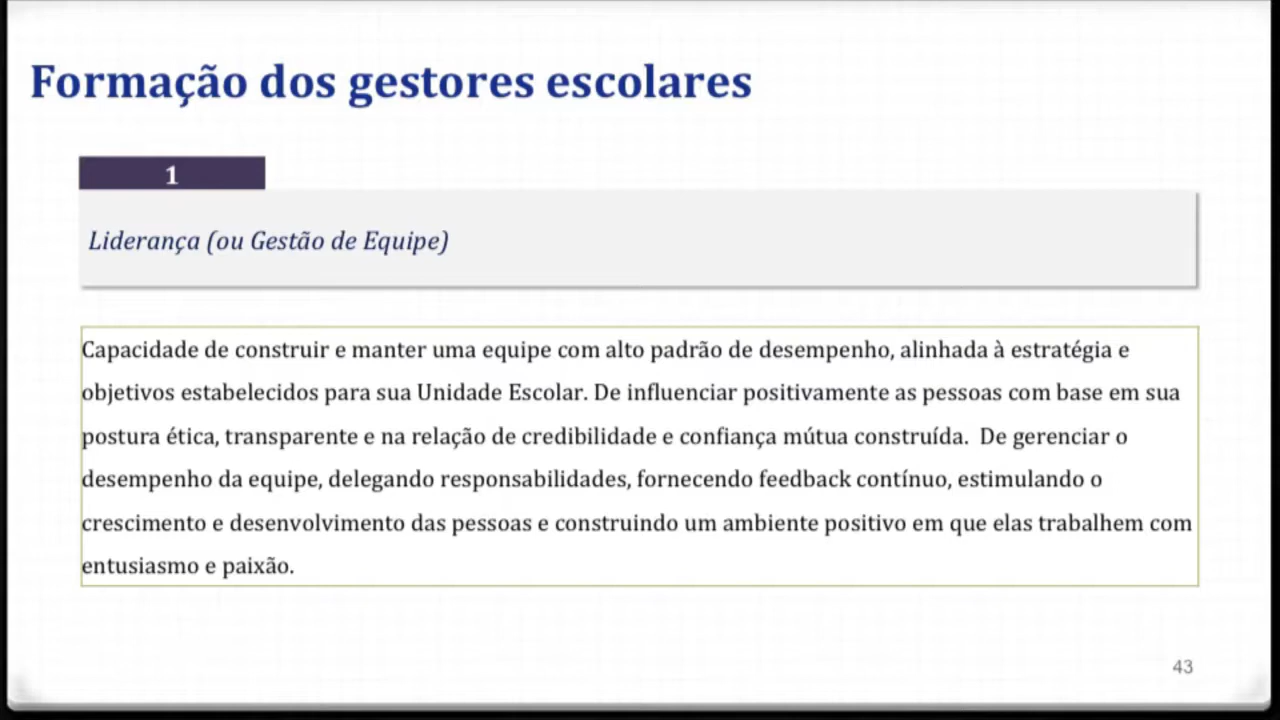 Formação dos gestores escolares
1
Liderança (ou Gestão de Equipe)
Capacidade de construir e manter uma equipe com alto padrão de desempenho, alinhada à estratégia e
objetivos estabelecidos para sua Unidade Escolar. De influenciar positivamente as pessoas com base em sua
postura ética, transparente e na relação de credibilidade e confiança mútua construída.  De gerenciar o
desempenho da equipe, delegando responsabilidades, fornecendo feedback contínuo, estimulando o
crescimento e desenvolvimento das pessoas e construindo um ambiente positivo em que elas trabalhem com
entusiasmo e paixão.
43